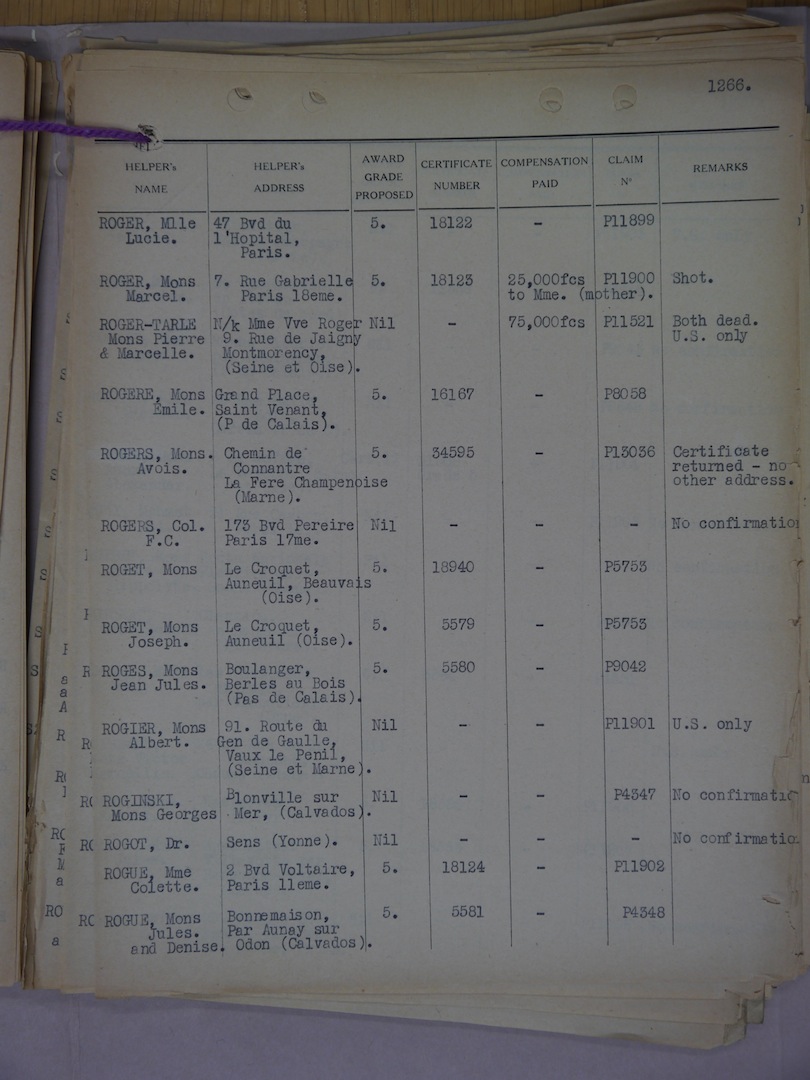 1266.
HELPER's NAME | HELPER's ADDRESS | AWARD GRADE PROPOSED | CERTIFICATE NUMBER | COMPENSATION PAID | CLAIM No | REMARKS
ROGER, Mlle | 47 Bvd du | 5. | 18122 | - | P11899
Lucie. | l'Hopital,
Paris.
ROGER, Mons | 7. Rue Gabrielle | 5. | 18123 | 25,000fcs | P11900 | Shot.
Marcel. | Paris 18eme. | to Mme. (mother).
ROGER-TARLE | N/k Mme Vve Roger | Nil | - | 75,000fcs | P11521 | Both dead.
Mons Pierre | 9. Rue de Jaigny | U.S. only
& Marcelle. | Montmorency,
(Seine et Oise).
ROGERE, Mons | Grand Place, | 5. | 16167 | - | P8058
Emile. | Saint Venant,
(P de Calais).
ROGERS, Mons. | Chemin de | 5. | 34595 | - | P13036 | Certificate
Avois. | Connantre | returned - no
La Fere Champenoise | other address.
(Marne).
ROGERS, Col. | 173 Bvd Pereire | Nil | - | - | - | No confirmation
F.C. | Paris 17me.
ROGET, Mons | Le Croquet, | 5. | 18940 | - | P5753
Auneuil, Beauvais
(Oise).
ROGET, Mons | Le Croquet, | 5. | 5579 | - | P5753
Joseph. | Auneuil (Oise).
ROGES, Mons | Boulanger, | 5. | 5580 | - | P9042
Jean Jules. | Berles au Bois
(Pas de Calais).
ROGIER, Mons | 91. Route du | Nil | - | - | P11901 | U.S. only
Albert. | Gen de Gaulle,
Vaux le Penil,
(Seine et Marne).
ROGINSKI, | Blonville sur | Nil | - | - | P4347 | No confirmatio
Mons Georges | Mer, (Calvados).
ROGOT, Dr. | Sens (Yonne). | Nil | - | - | - | No confirmatio
ROGUE, Mme | 2 Bvd Voltaire, | 5. | 18124 | - | P11902
Colette. | Paris 11eme.
ROGUE, Mons | Bonnemaison, | 5. | 5581 | - | P4348
Jules. | Par Aunay sur
and Denise. | Odon (Calvados).